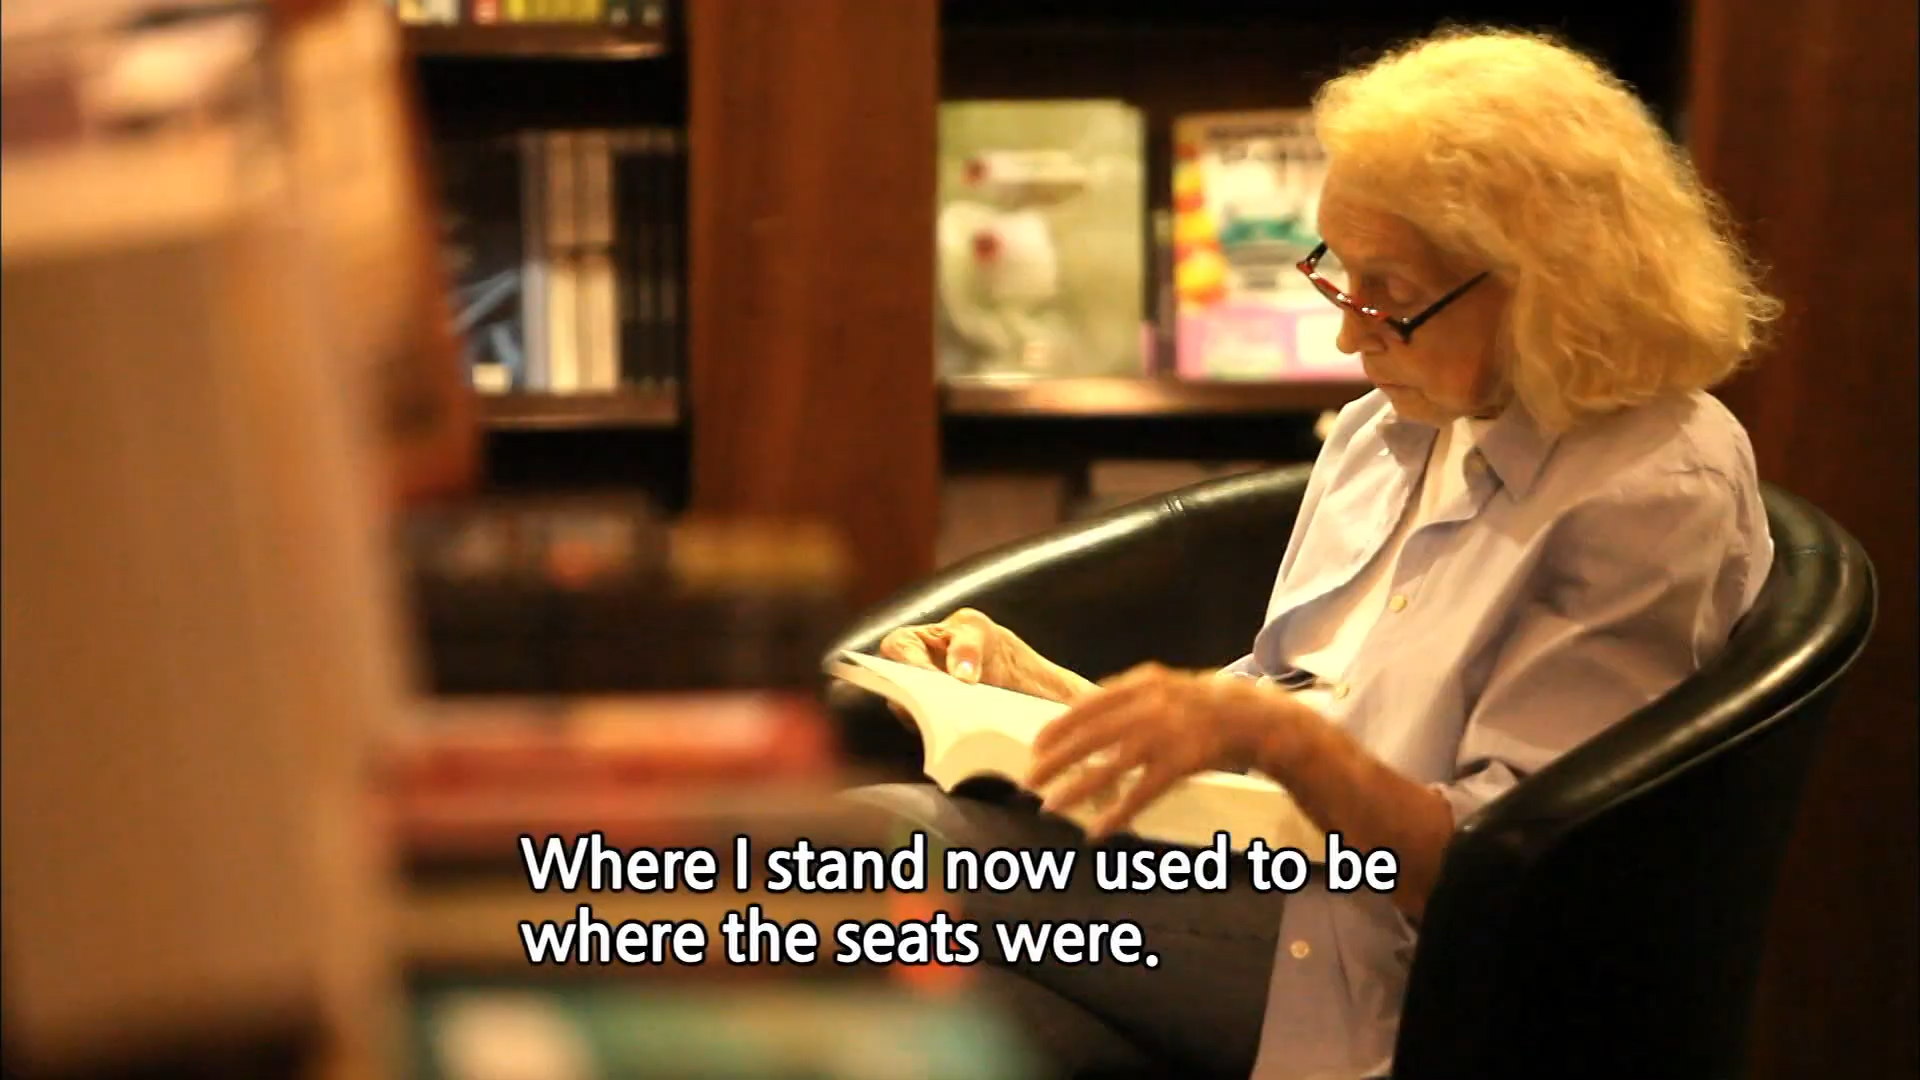 Where I stand now used to be
where the seats were.